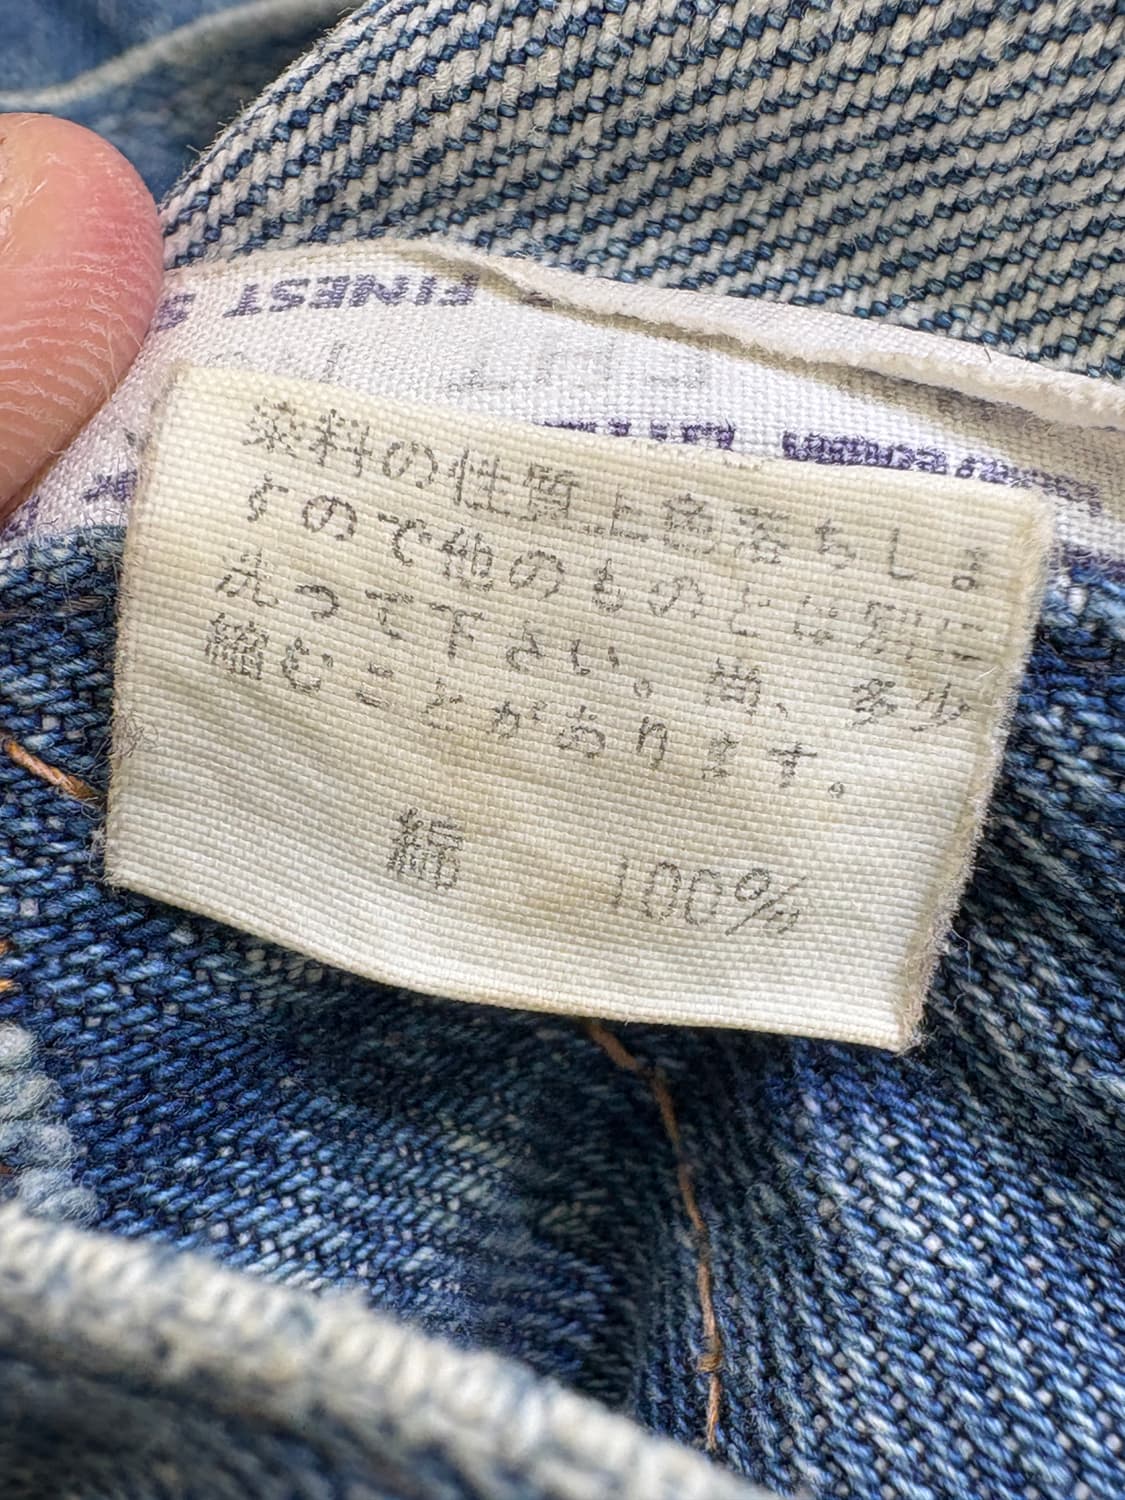 FINEST
染料の性質上色落ちしま
すので他のものとは別に
洗って下さい。尚、多少
縮むことがあります。
綿 100%